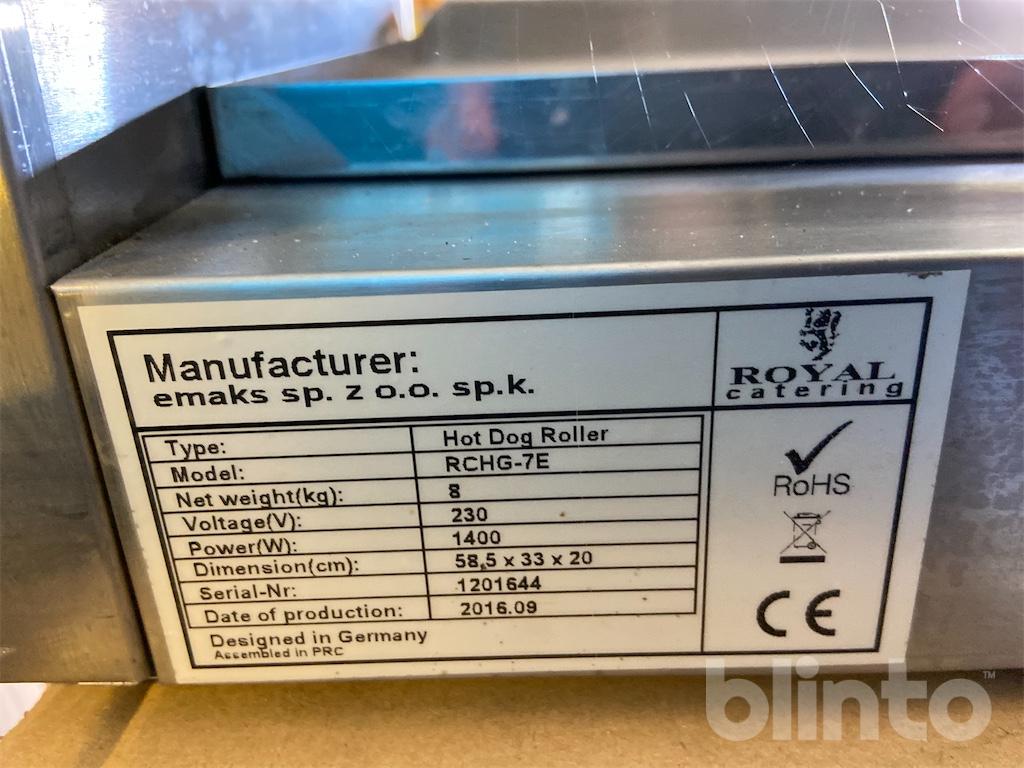 Manufacturer:
emaks sp. z o.o. sp.k.
ROYAL
catering
Type: Hot Dog Roller
Model: RCHG-7E
Net weight(kg): 8
Voltage(V): 230
Power(W): 1400
Dimension(cm): 58,5 x 33 x 20
Serial-Nr: 1201644
Date of production: 2016.09
Designed in Germany
Assembled in PRC
RoHS
CE
blinto™